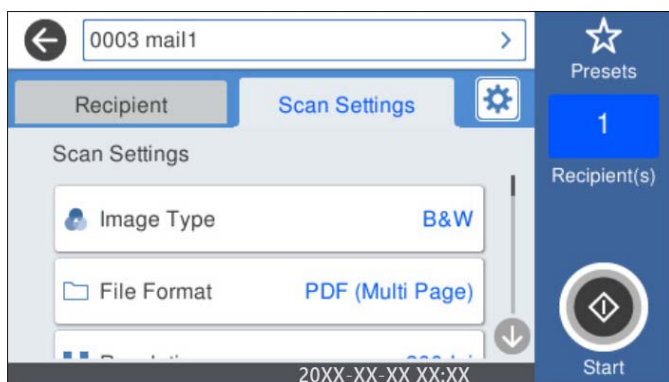 0003 mail1
Presets
Recipient
Scan Settings
1
Recipient(s)
Scan Settings
Image Type
B&W
File Format
PDF (Multi Page)
20XX-XX-XX XX:XX
Start